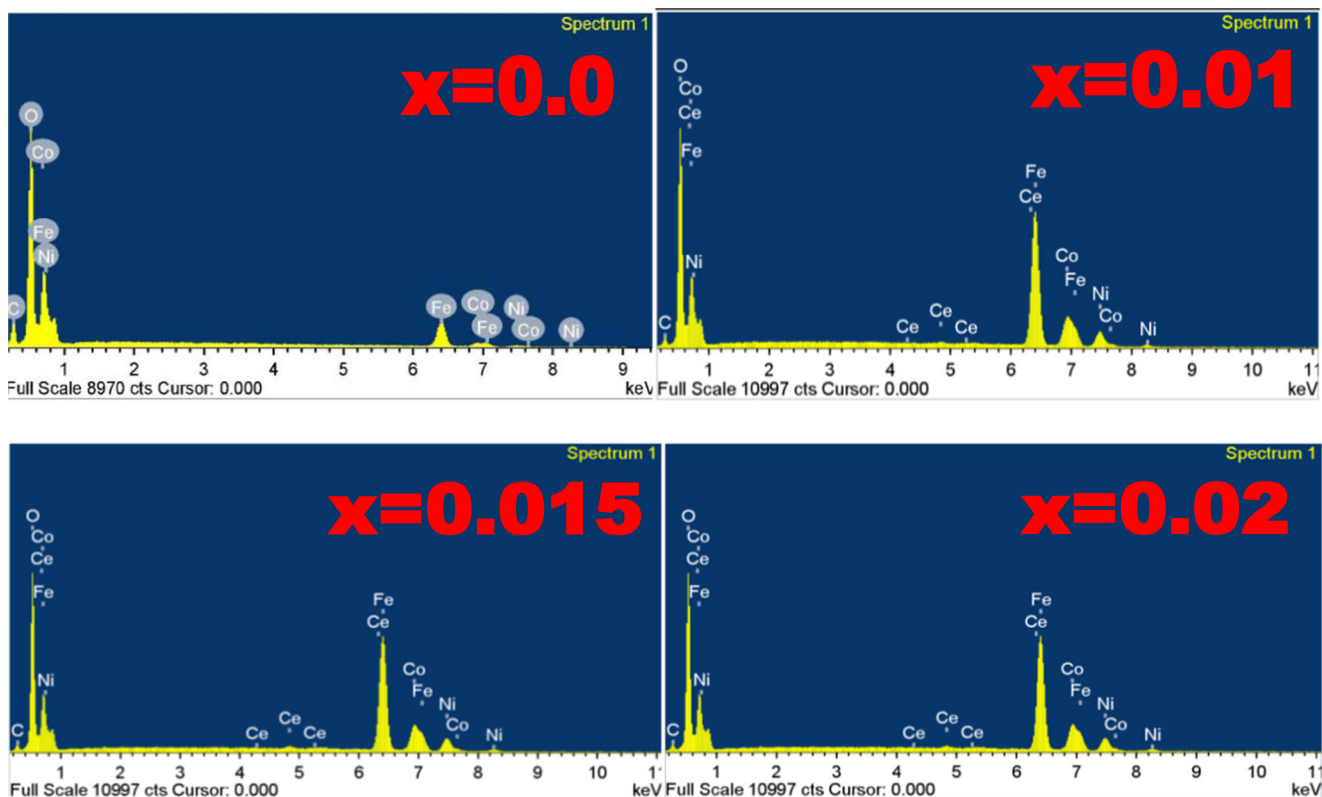 Spectrum 1
x=0.0
O
Co
Fe
Ni
C
Fe
Co
Fe
Ni
Co
Ni
1 2 3 4 5 6 7 8 9
Full Scale 8970 cts Cursor: 0.000 keV
Spectrum 1
x=0.01
O
Co
Ce
Fe
Ni
C
Ce
Ce
Ce
Fe
Ce
Co
Fe
Ni
Co
Ni
1 2 3 4 5 6 7 8 9 10 11
Full Scale 10997 cts Cursor: 0.000 keV
Spectrum 1
x=0.015
O
Co
Ce
Fe
Ni
C
Ce
Ce
Ce
Fe
Ce
Co
Fe
Ni
Co
Ni
1 2 3 4 5 6 7 8 9 10 1
Full Scale 10997 cts Cursor: 0.000 keV
Spectrum 1
x=0.02
O
Co
Ce
Fe
Ni
C
Ce
Ce
Ce
Fe
Ce
Co
Fe
Ni
Co
Ni
1 2 3 4 5 6 7 8 9 10 11
Full Scale 10997 cts Cursor: 0.000 keV